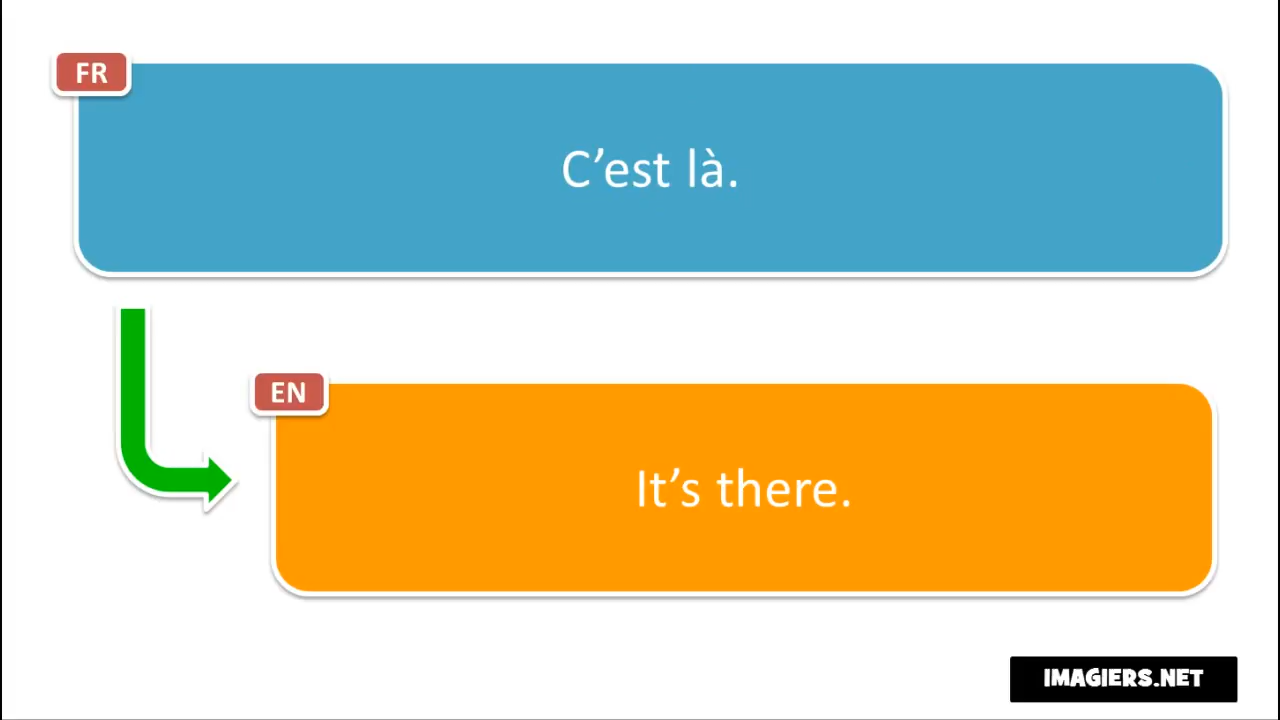 FR
C’est là.
EN
It’s there.
IMAGIERS.NET